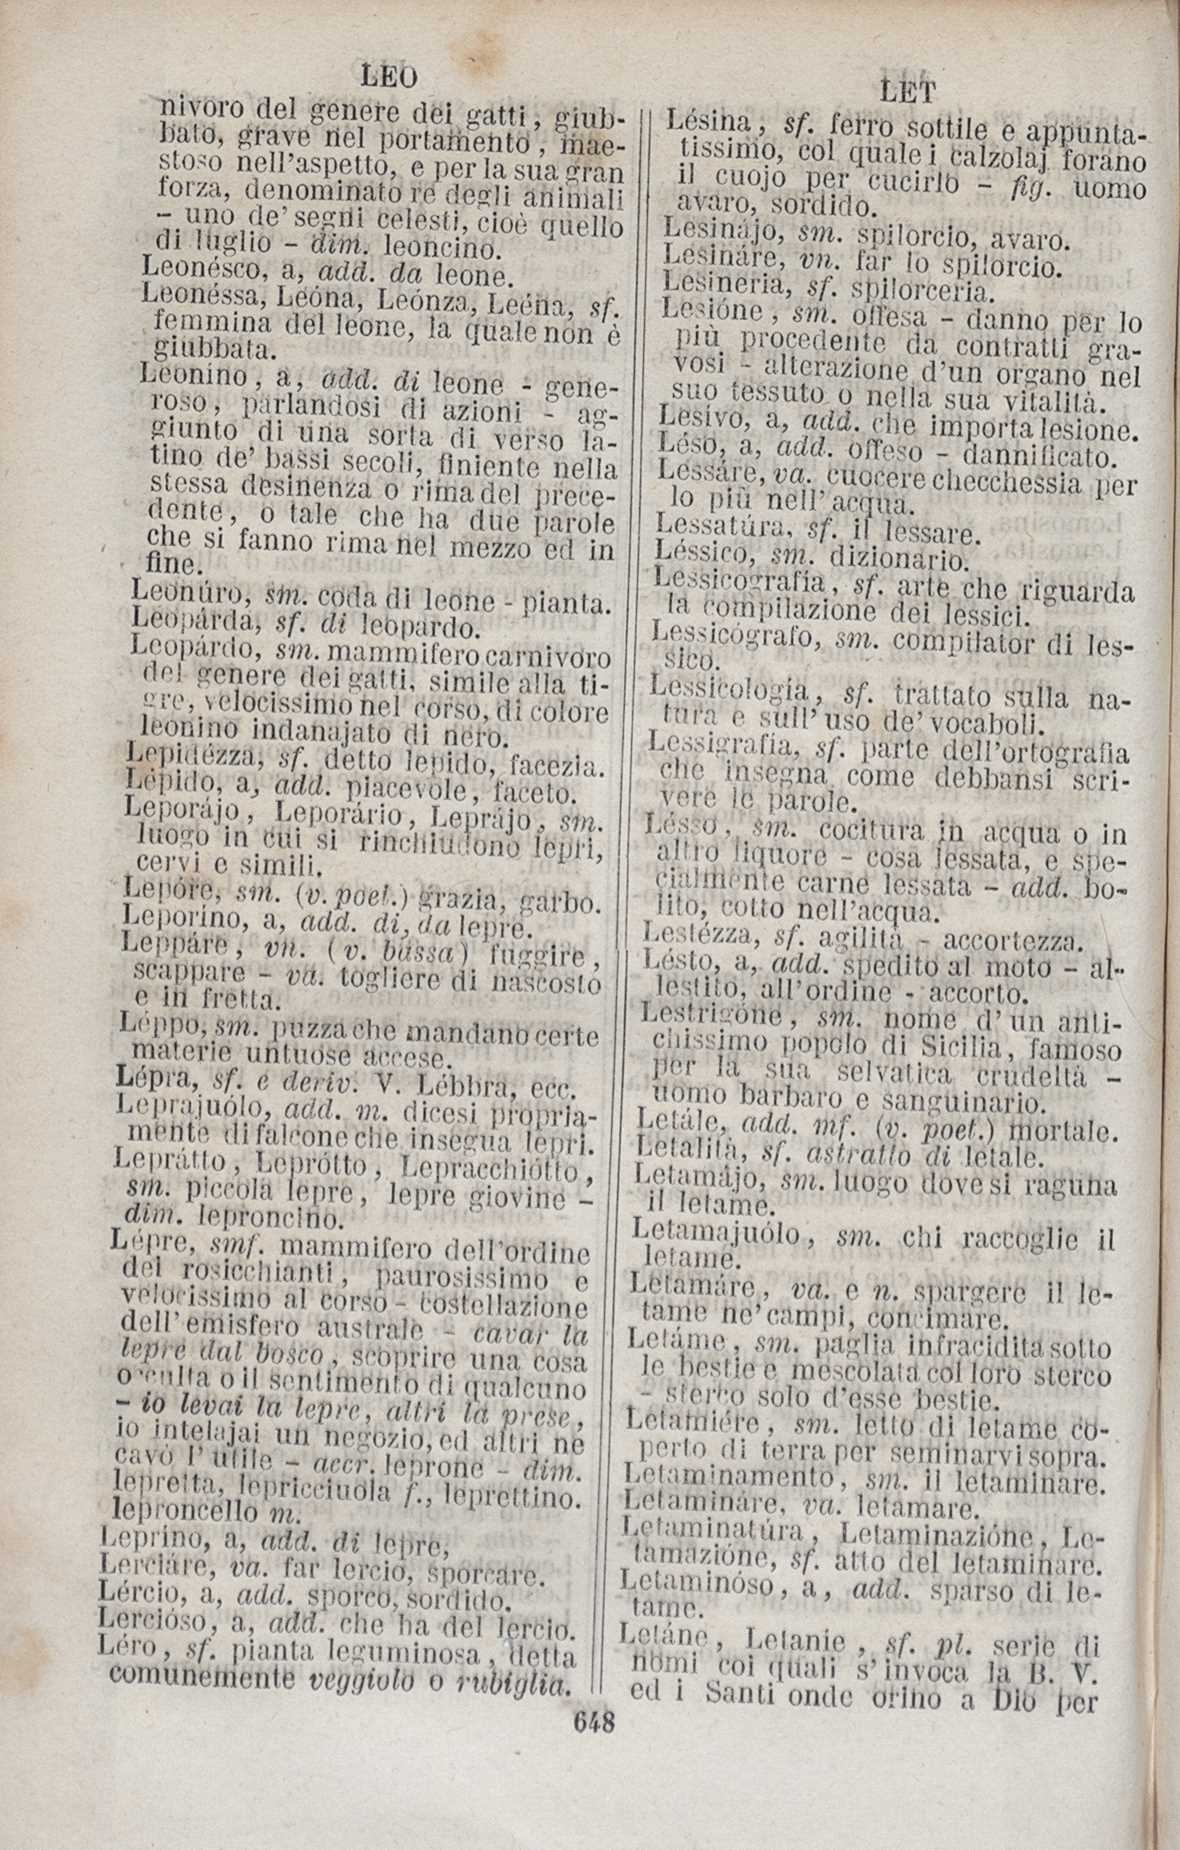 LEO
nivoro del genere dei gatti, giub-
bato, grave nel portamento, mae-
stoso nell'aspetto, e per la sua gran
forza, denominato re degli animali
– uno de' segni celesti, cioè quello
di luglio – dim. leoncino.
Leonésco, a, add. da leone.
Leonéssa, Leóna, Leónza, Leéna, sf.
femmina del leone, la quale non è
giubbata.
Leonino, a, add. di leone - gene-
roso, parlandosi di azioni - ag-
giunto di una sorta di verso la-
tino de' bassi secoli, finiente nella
stessa desinenza o rima del prece-
dente, o tale che ha due parole
che si fanno rima nel mezzo ed in
fine.
Leonúro, sm. coda di leone - pianta.
Leopárda, sf. di leopardo.
Leopárdo, sm. mammifero carnivoro
del genere dei gatti, simile alla ti-
gre, velocissimo nel corso, di colore
leonino indanajato di nero.
Lepidézza, sf. detto lepido, facezia.
Lépido, a, add. piacevole, faceto.
Leporájo, Leporário, Leprájo, sm.
luogo in cui si rinchiudono lepri,
cervi e simili.
Lepóre, sm. (v. poet.) grazia, garbo.
Leporíno, a, add. di, da lepre.
Leppáre, vn. (v. bassa) fuggire,
scappare – va. togliere di nascosto
e in fretta.
Léppo, sm. puzza che mandano certe
materie untuose accese.
Lépra, sf. e deriv. V. Lébbra, ecc.
Leprajuólo, add. m. dicesi propria-
mente di falcone che insegua lepri.
Leprátto, Leprótto, Lepracchiótto,
sm. piccola lepre, lepre giovine –
dim. leproncino.
Lépre, smf. mammifero dell'ordine
dei rosicchianti, paurosissimo e
velocissimo al corso – costellazione
dell'emisfero australe – cavar la
lepre dal bosco, scoprire una cosa
occulta o il sentimento di qualcuno
– io levai la lepre, altri la prese,
io intelajai un negozio, ed altri ne
cavò l'utile – accr. leprone – dim.
lepretta, lepricciuóla f., leprettino.
leproncello m.
Leprino, a, add. di lepre,
Lerciáre, va. far lercio, sporcare.
Lércio, a, add. sporco, sordido.
Lercióso, a, add. che ha del lercio.
Léro, sf. pianta leguminosa, detta
comunemente veggiolo o rubiglia.
LET
Lésina, sf. ferro sottile e appunta-
tissimo, col quale i calzolaj forano
il cuojo per cucirlo – fig. uomo
avaro, sordido.
Lesinájo, sm. spilorcio, avaro.
Lesináre, vn. far lo spilorcio.
Lesineria, sf. spilorceria.
Lesióne, sm. offesa – danno per lo
più procedente da contratti gra-
vosi – alterazione d'un organo nel
suo tessuto o nella sua vitalità.
Lesívo, a, add. che importa lesione.
Léso, a, add. offeso – dannificato.
Lessáre, va. cuocere checchessia per
lo più nell'acqua.
Lessatúra, sf. il lessare.
Léssico, sm. dizionario.
Lessicografía, sf. arte che riguarda
la compilazione dei lessici.
Lessicógrafo, sm. compilator di les-
sico.
Lessicología, sf. trattato sulla na-
tura e sull'uso de' vocaboli.
Lessigrafía, sf. parte dell'ortografia
che insegna come debbansi scri-
vere le parole.
Lésso, sm. cocitura in acqua o in
altro liquore – cosa lessata, e spe-
cialmente carne lessata – add. bo-
lito, cotto nell'acqua.
Lestézza, sf. agilità – accortezza.
Lésto, a, add. spedito al moto – al-
lestito, all'ordine - accorto.
Lestrigóne, sm. nome d'un anti-
chissimo popolo di Sicilia, famoso
per la sua selvatica crudeltà –
uomo barbaro e sanguinario.
Letále, add. mf. (v. poet.) mortale.
Letalità, sf. astratto di letale.
Letamájo, sm. luogo dove si raguna
il letame.
Letamajuólo, sm. chi raccoglie il
letame.
Letamáre, va. e n. spargere il le-
tame ne' campi, concimare.
Letáme, sm. paglia infracidita sotto
le bestie e mescolata col loro sterco
– sterco solo d'esse bestie.
Letamiére, sm. letto di letame co-
perto di terra per seminarvi sopra.
Letaminamento, sm. il letaminare.
Letamináre, va. letamare.
Letaminatúra, Letaminazióne, Le-
tamazióne, sf. atto del letaminare.
Letaminóso, a, add. sparso di le-
tame.
Letáne, Letanie, sf. pl. serie di
nomi coi quali s'invoca la B. V.
ed i Santi onde orino a Dio per
648